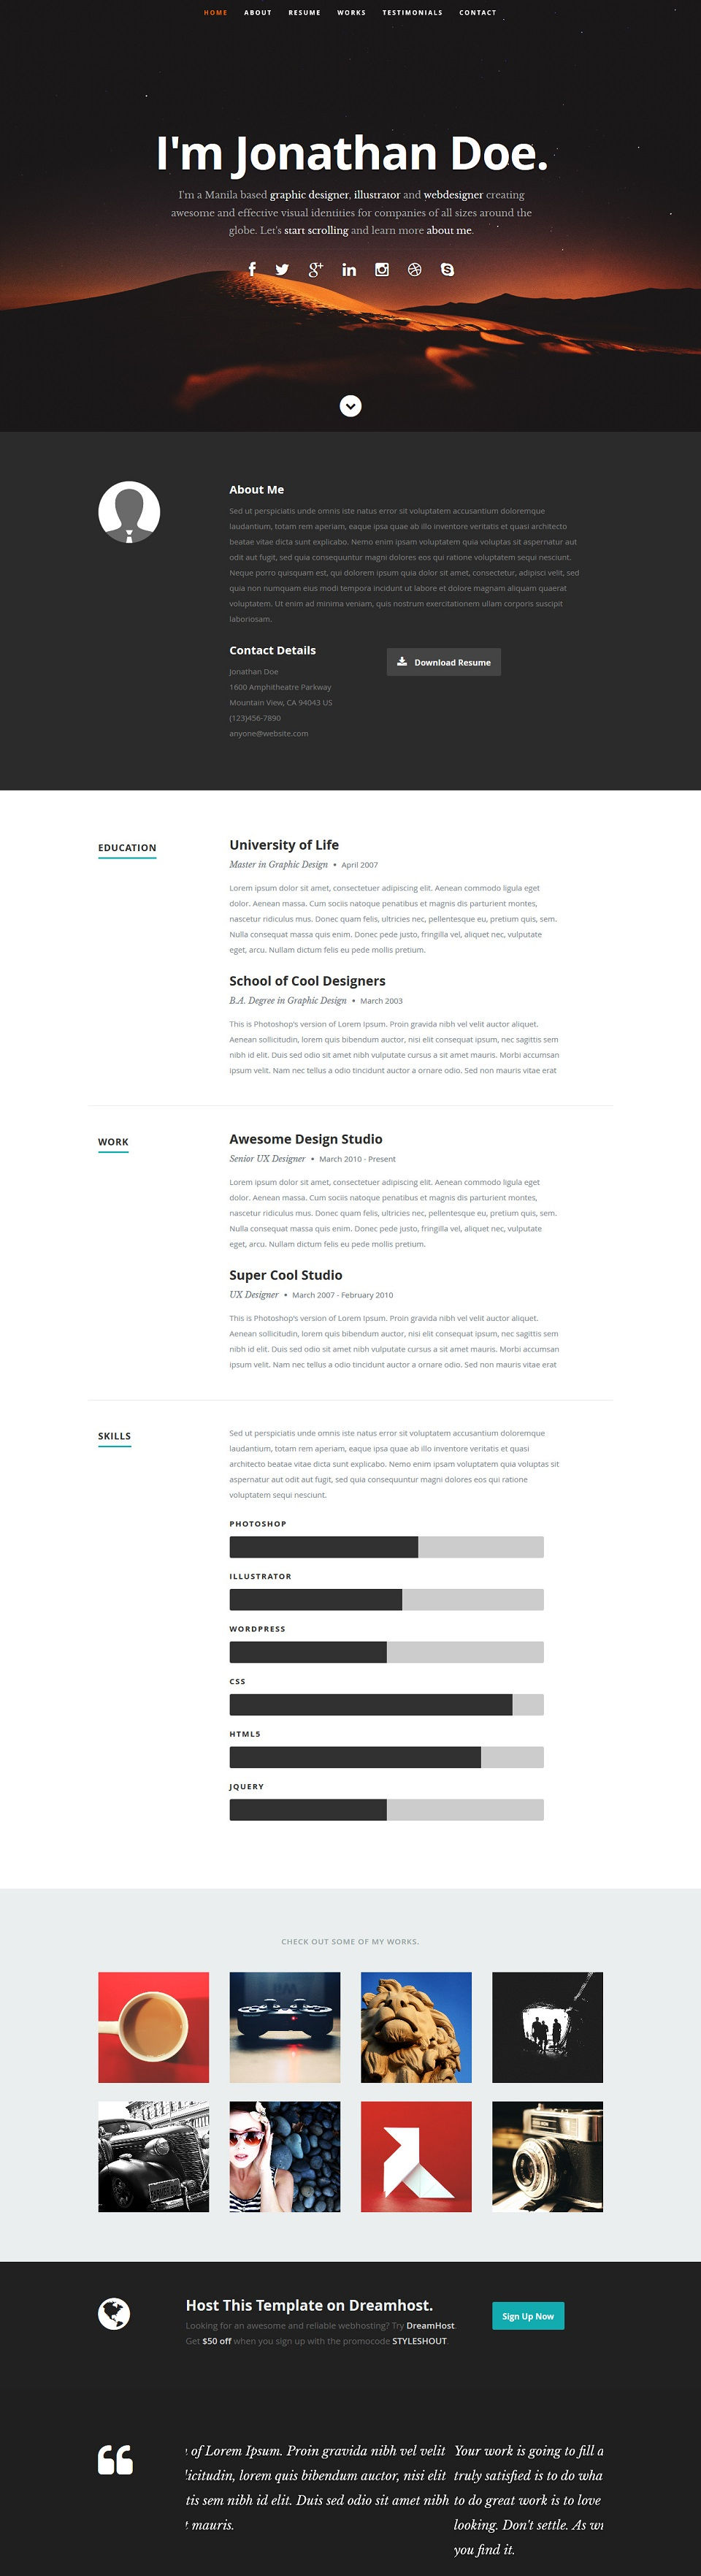 HOME ABOUT RESUME WORKS TESTIMONIALS CONTACT
I'm Jonathan Doe.
I'm a Manila based graphic designer, illustrator and webdesigner creating
awesome and effective visual identities for companies of all sizes around the
globe. Let's start scrolling and learn more about me.
About Me
Sed ut perspiciatis unde omnis iste natus error sit voluptatem accusantium doloremque
laudantium, totam rem aperiam, eaque ipsa quae ab illo inventore veritatis et quasi architecto
beatae vitae dicta sunt explicabo. Nemo enim ipsam voluptatem quia voluptas sit aspernatur aut
odit aut fugit, sed quia consequuntur magni dolores eos qui ratione voluptatem sequi nesciunt.
Neque porro quisquam est, qui dolorem ipsum quia dolor sit amet, consectetur, adipisci velit, sed
quia non numquam eius modi tempora incidunt ut labore et dolore magnam aliquam quaerat
voluptatem. Ut enim ad minima veniam, quis nostrum exercitationem ullam corporis suscipit
laboriosam.
Contact Details
Download Resume
Jonathan Doe
1600 Amphitheatre Parkway
Mountain View, CA 94043 US
(123)456-7890
anyone@website.com
EDUCATION
University of Life
Master in Graphic Design • April 2007
Lorem ipsum dolor sit amet, consectetuer adipiscing elit. Aenean commodo ligula eget
dolor. Aenean massa. Cum sociis natoque penatibus et magnis dis parturient montes,
nascetur ridiculus mus. Donec quam felis, ultricies nec, pellentesque eu, pretium quis, sem.
Nulla consequat massa quis enim. Donec pede justo, fringilla vel, aliquet nec, vulputate
eget, arcu. Nullam dictum felis eu pede mollis pretium.
School of Cool Designers
B.A. Degree in Graphic Design • March 2003
This is Photoshop's version of Lorem Ipsum. Proin gravida nibh vel velit auctor aliquet.
Aenean sollicitudin, lorem quis bibendum auctor, nisi elit consequat ipsum, nec sagittis sem
nibh id elit. Duis sed odio sit amet nibh vulputate cursus a sit amet mauris. Morbi accumsan
ipsum velit. Nam nec tellus a odio tincidunt auctor a ornare odio. Sed non mauris vitae erat
WORK
Awesome Design Studio
Senior UX Designer • March 2010 - Present
Lorem ipsum dolor sit amet, consectetuer adipiscing elit. Aenean commodo ligula eget
dolor. Aenean massa. Cum sociis natoque penatibus et magnis dis parturient montes,
nascetur ridiculus mus. Donec quam felis, ultricies nec, pellentesque eu, pretium quis, sem.
Nulla consequat massa quis enim. Donec pede justo, fringilla vel, aliquet nec, vulputate
eget, arcu. Nullam dictum felis eu pede mollis pretium.
Super Cool Studio
UX Designer • March 2007 - February 2010
This is Photoshop's version of Lorem Ipsum. Proin gravida nibh vel velit auctor aliquet.
Aenean sollicitudin, lorem quis bibendum auctor, nisi elit consequat ipsum, nec sagittis sem
nibh id elit. Duis sed odio sit amet nibh vulputate cursus a sit amet mauris. Morbi accumsan
ipsum velit. Nam nec tellus a odio tincidunt auctor a ornare odio. Sed non mauris vitae erat
SKILLS
Sed ut perspiciatis unde omnis iste natus error sit voluptatem accusantium doloremque
laudantium, totam rem aperiam, eaque ipsa quae ab illo inventore veritatis et quasi
architecto beatae vitae dicta sunt explicabo. Nemo enim ipsam voluptatem quia voluptas sit
aspernatur aut odit aut fugit, sed quia consequuntur magni dolores eos qui ratione
voluptatem sequi nesciunt.
PHOTOSHOP
ILLUSTRATOR
WORDPRESS
CSS
HTML5
JQUERY
CHECK OUT SOME OF MY WORKS.
Host This Template on Dreamhost.
Looking for an awesome and reliable webhosting? Try DreamHost.
Get $50 off when you sign up with the promocode STYLESHOUT.
Sign Up Now
of Lorem Ipsum. Proin gravida nibh vel velit Your work is going to fill a
licitudin, lorem quis bibendum auctor, nisi elit truly satisfied is to do wha
tis sem nibh id elit. Duis sed odio sit amet nibh to do great work is to love
t mauris. looking. Don't settle. As wi
you find it.